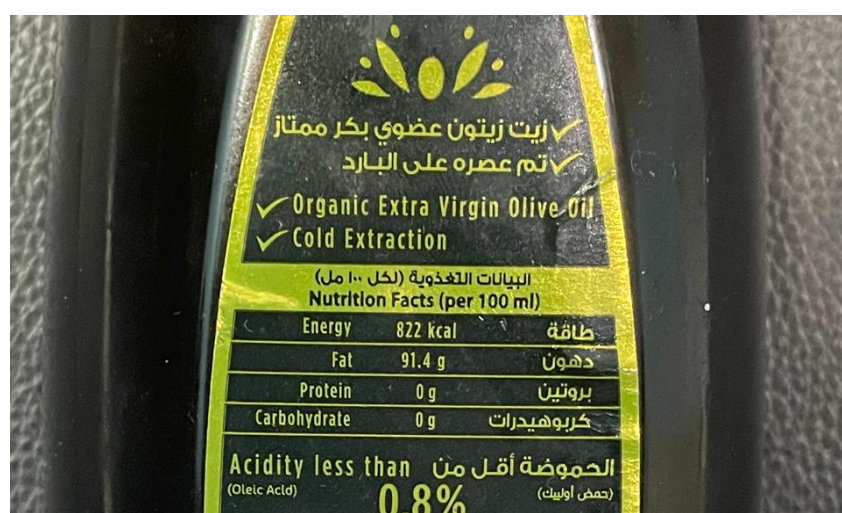 زيت زيتون عضوي بكر ممتاز
تم عصره على البارد
Organic Extra Virgin Olive Oil
Cold Extraction
البيانات التغذوية (لكل ١٠٠ مل)
Nutrition Facts (per 100 ml)
Energy 822 kcal طاقة
Fat 91.4 g دهون
Protein 0 g بروتين
Carbohydrate 0 g كربوهيدرات
Acidity less than الحموضة أقل من
(Oleic Acid) 0.8% (حمض أولييك)